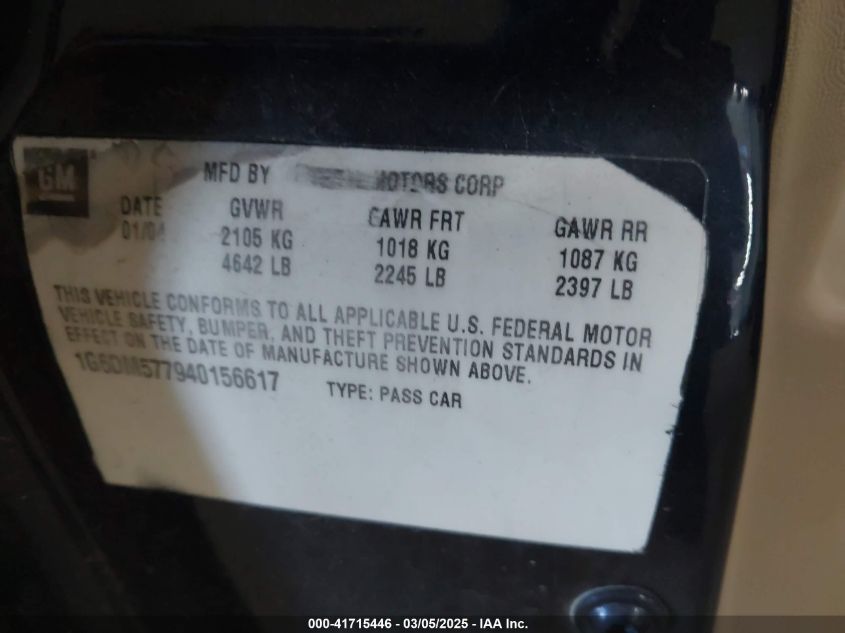 GM
MFD BY MOTORS CORP
DATE GVWR GAWR FRT GAWR RR
01/04 2105 KG 1018 KG 1087 KG
4642 LB 2245 LB 2397 LB
THIS VEHICLE CONFORMS TO ALL APPLICABLE U.S. FEDERAL MOTOR
VEHICLE SAFETY, BUMPER, AND THEFT PREVENTION STANDARDS IN
EFFECT ON THE DATE OF MANUFACTURE SHOWN ABOVE.
1G6DM577940156617 TYPE: PASS CAR
000-41715446 | 03/05/2025 - IAA Inc.